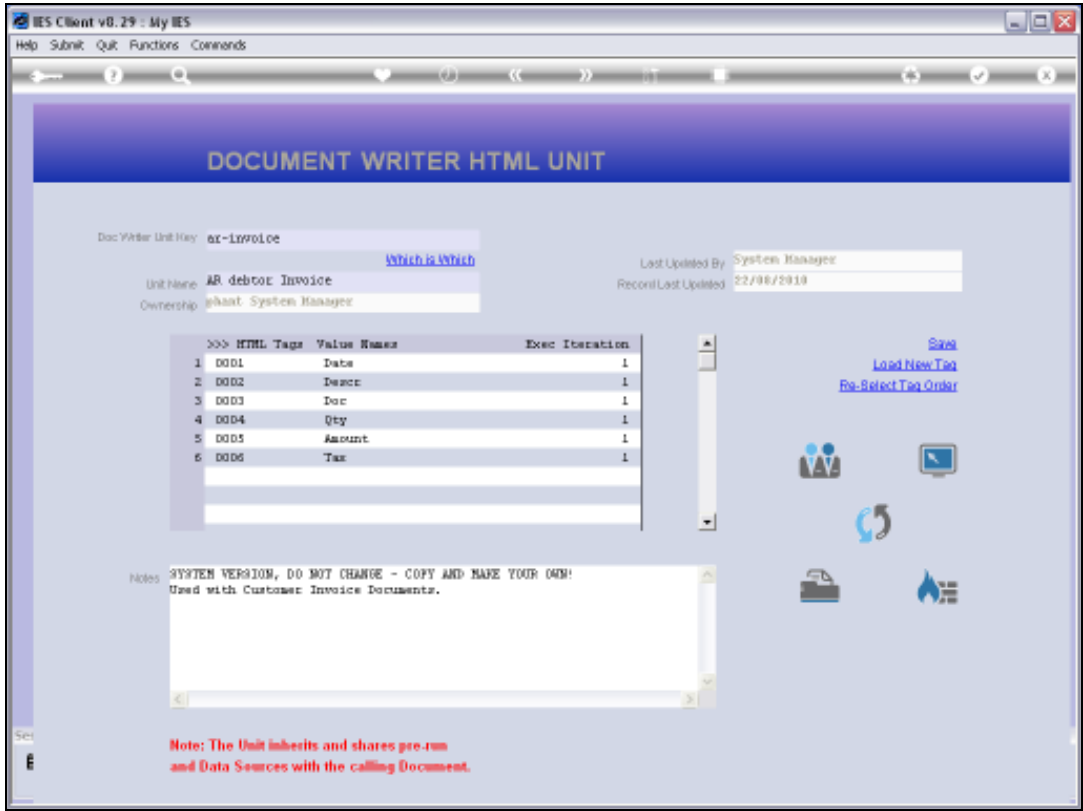 IES Client v8.29 : My IES
Help Submit Quit Functions Commands
DOCUMENT WRITER HTML UNIT
Doc Writer Unit Key ar-invoice
Which is Which
Last Updated By System Manager
Unit Name AR debtor Invoice
Record Last Updated 22/08/2010
Ownership phant System Manager
>>> HTML Tags Value Names Exec Iteration
Save
1 D001 Date 1
Load New Tag
2 D002 Descr 1
Re-Select Tag Order
3 D003 Doc 1
4 D004 Qty 1
5 D005 Amount 1
6 D006 Tax 1
Notes SYSTEM VERSION, DO NOT CHANGE - COPY AND MAKE YOUR OWN!
Used with Customer Invoice Documents.
Note: The Unit inherits and shares pre-run
and Data Sources with the calling Document.